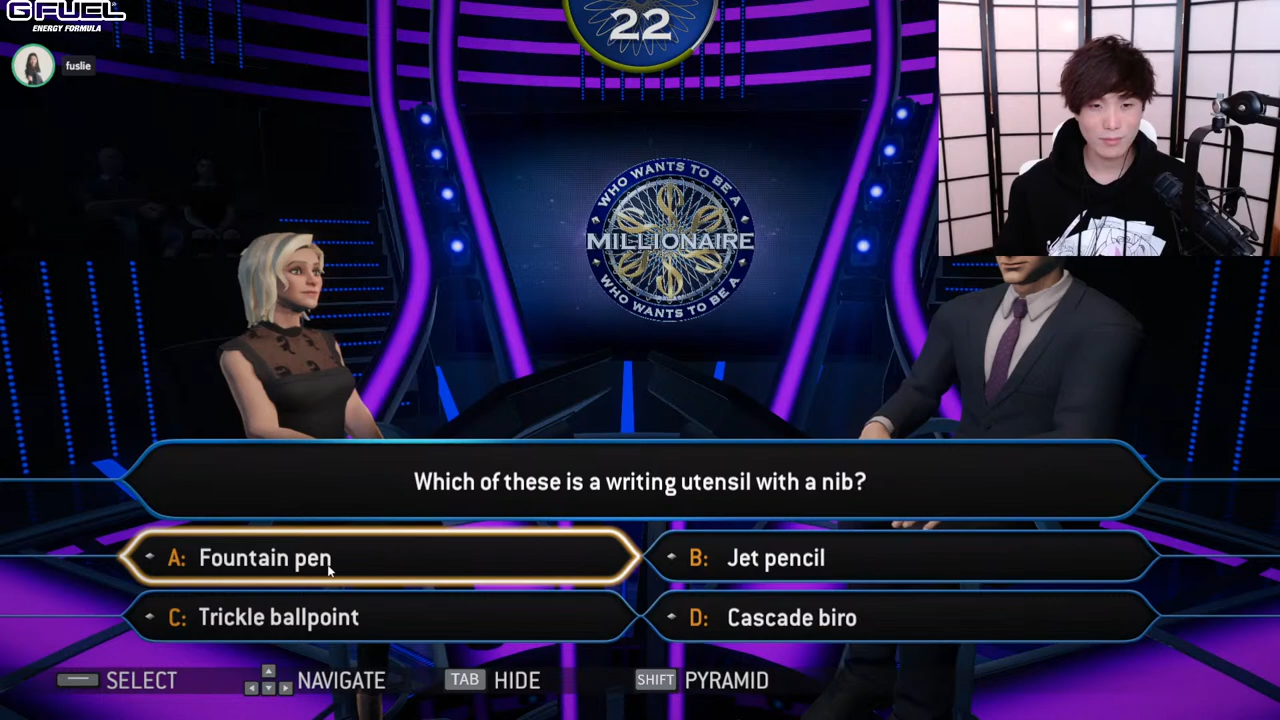 G FUEL
ENERGY FORMULA
22
fuslie
WHO WANTS TO BE A
MILLIONAIRE
WHO WANTS TO BE A
Which of these is a writing utensil with a nib?
A: Fountain pen
B: Jet pencil
C: Trickle ballpoint
D: Cascade biro
SELECT
NAVIGATE
TAB HIDE
SHIFT PYRAMID